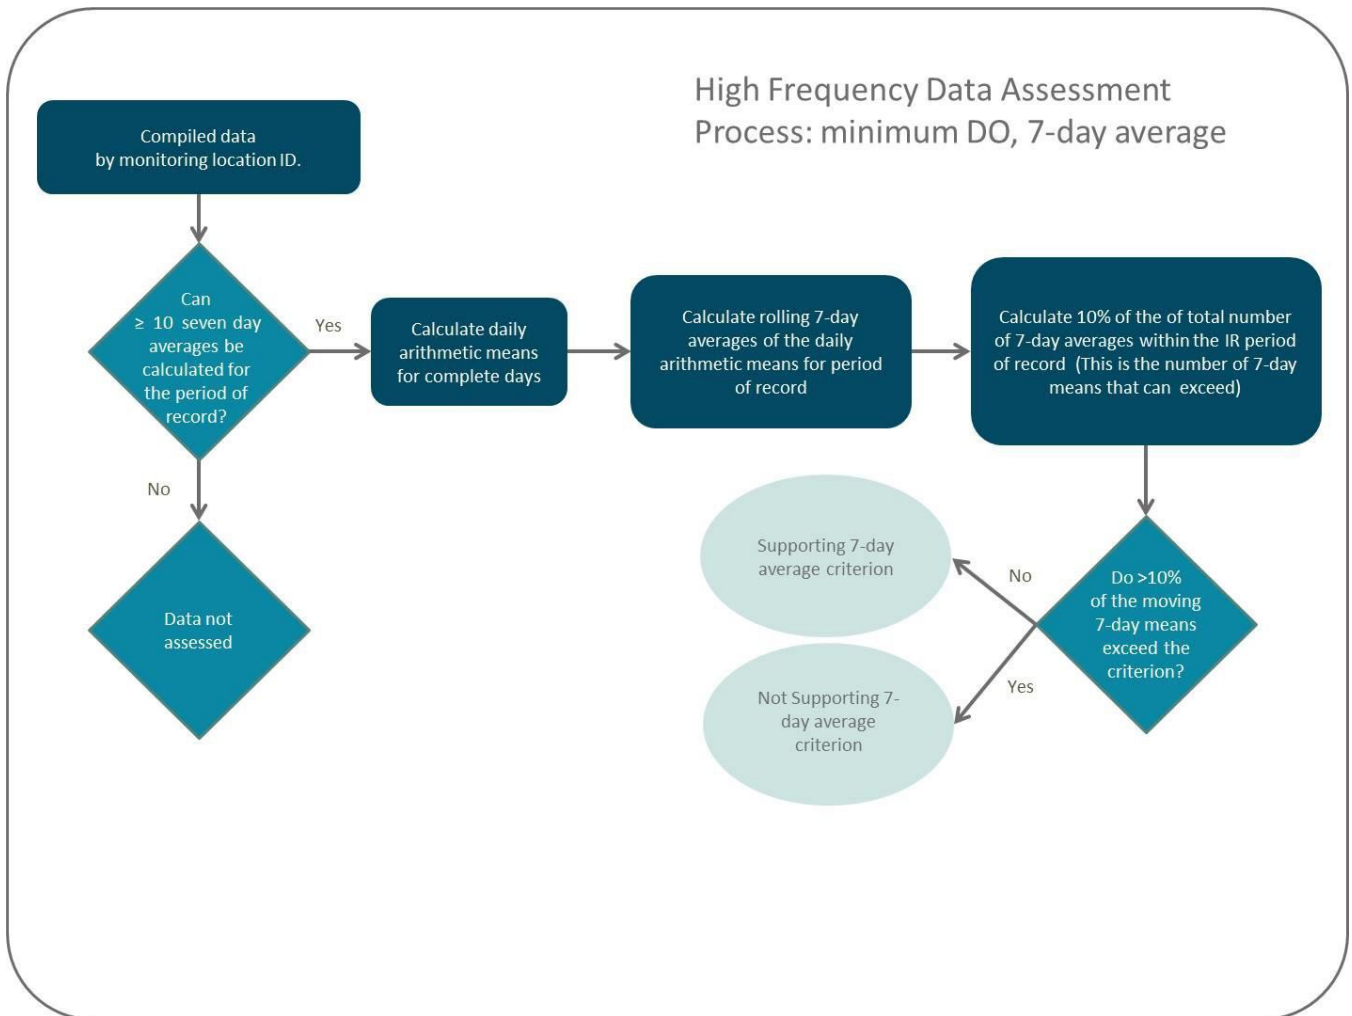 High Frequency Data Assessment
Process: minimum DO, 7-day average
Compiled data
by monitoring location ID.
Can
≥ 10 seven day
averages be
calculated for
the period of
record?
Yes
No
Data not
assessed
Calculate daily
arithmetic means
for complete days
Calculate rolling 7-day
averages of the daily
arithmetic means for period
of record
Calculate 10% of the of total number
of 7-day averages within the IR period
of record (This is the number of 7-day
means that can exceed)
Do >10%
of the moving
7-day means
exceed the
criterion?
No
Supporting 7-day
average criterion
Yes
Not Supporting 7-
day average
criterion